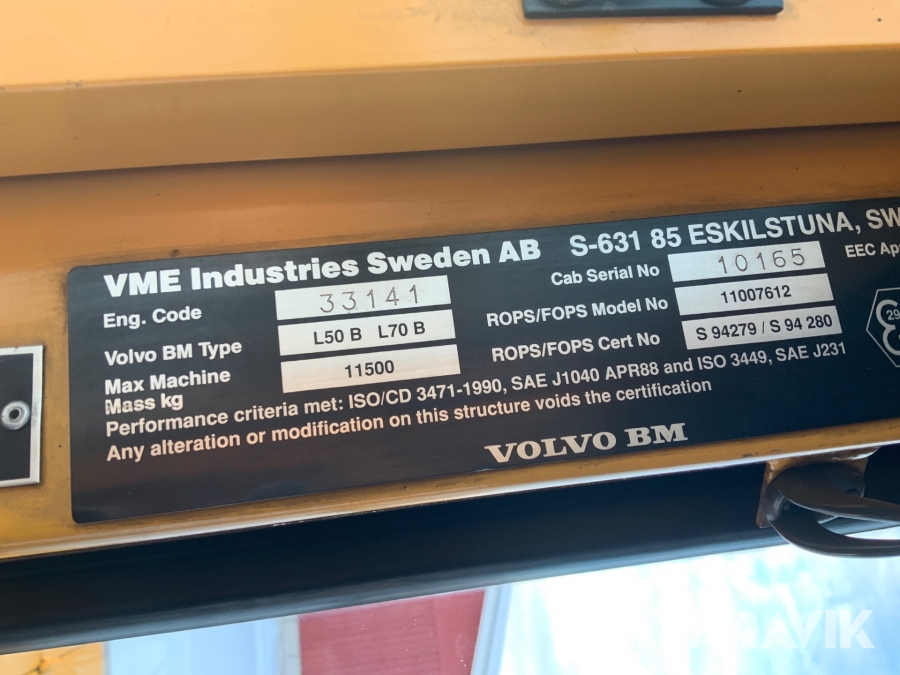 VME Industries Sweden AB S-631 85 ESKILSTUNA, SW
Eng. Code 33141 Cab Serial No 10165 EEC Ap
Volvo BM Type L50 B L70 B ROPS/FOPS Model No 11007612
Max Machine Mass kg 11500 ROPS/FOPS Cert No S 94279 / S 94 280
Performance criteria met: ISO/CD 3471-1990, SAE J1040 APR88 and ISO 3449, SAE J231
Any alteration or modification on this structure voids the certification
VOLVO BM
29